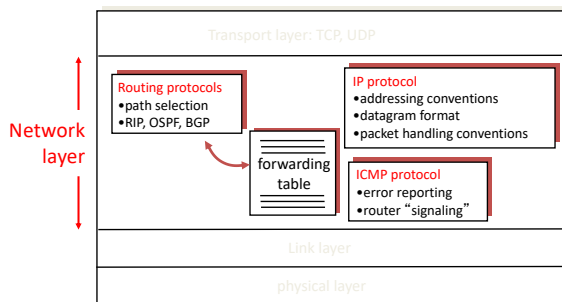 Transport layer: TCP, UDP
Network
layer
Routing protocols
•path selection
•RIP, OSPF, BGP
forwarding
table
IP protocol
•addressing conventions
•datagram format
•packet handling conventions
ICMP protocol
•error reporting
•router “signaling”
Link layer
physical layer